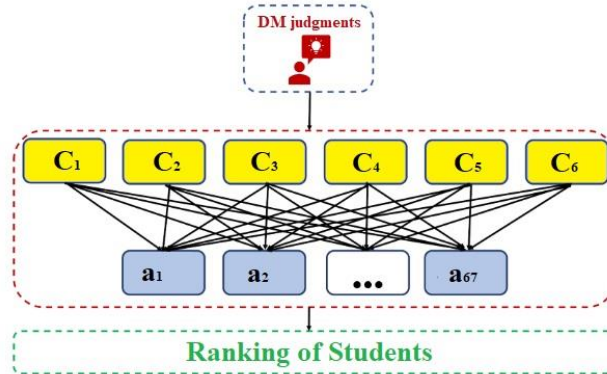 DM judgments
C₁ C₂ C₃ C₄ C₅ C₆
a₁ a₂ ... a₆₇
Ranking of Students